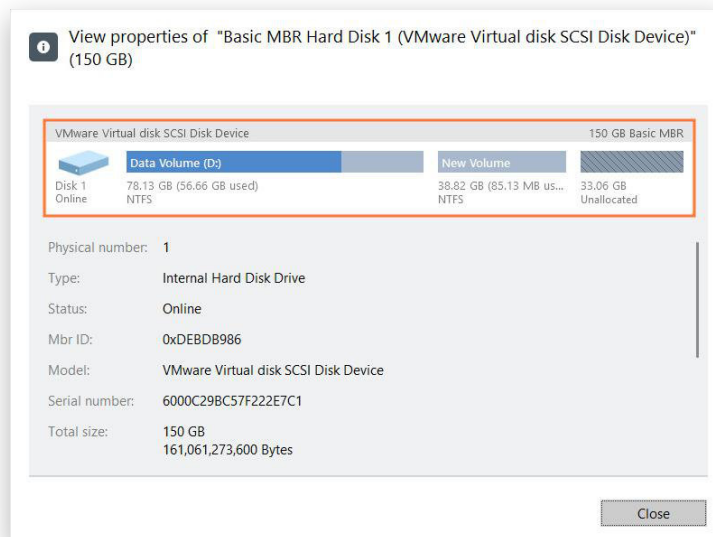 View properties of "Basic MBR Hard Disk 1 (VMware Virtual disk SCSI Disk Device)"
(150 GB)
VMware Virtual disk SCSI Disk Device 150 GB Basic MBR
Data Volume (D:) New Volume
Disk 1 78.13 GB (56.66 GB used) 38.82 GB (85.13 MB us... 33.06 GB
Online NTFS NTFS Unallocated
Physical number: 1
Type: Internal Hard Disk Drive
Status: Online
Mbr ID: 0xDEBDB986
Model: VMware Virtual disk SCSI Disk Device
Serial number: 6000C29BC57F222E7C1
Total size: 150 GB
161,061,273,600 Bytes
Close